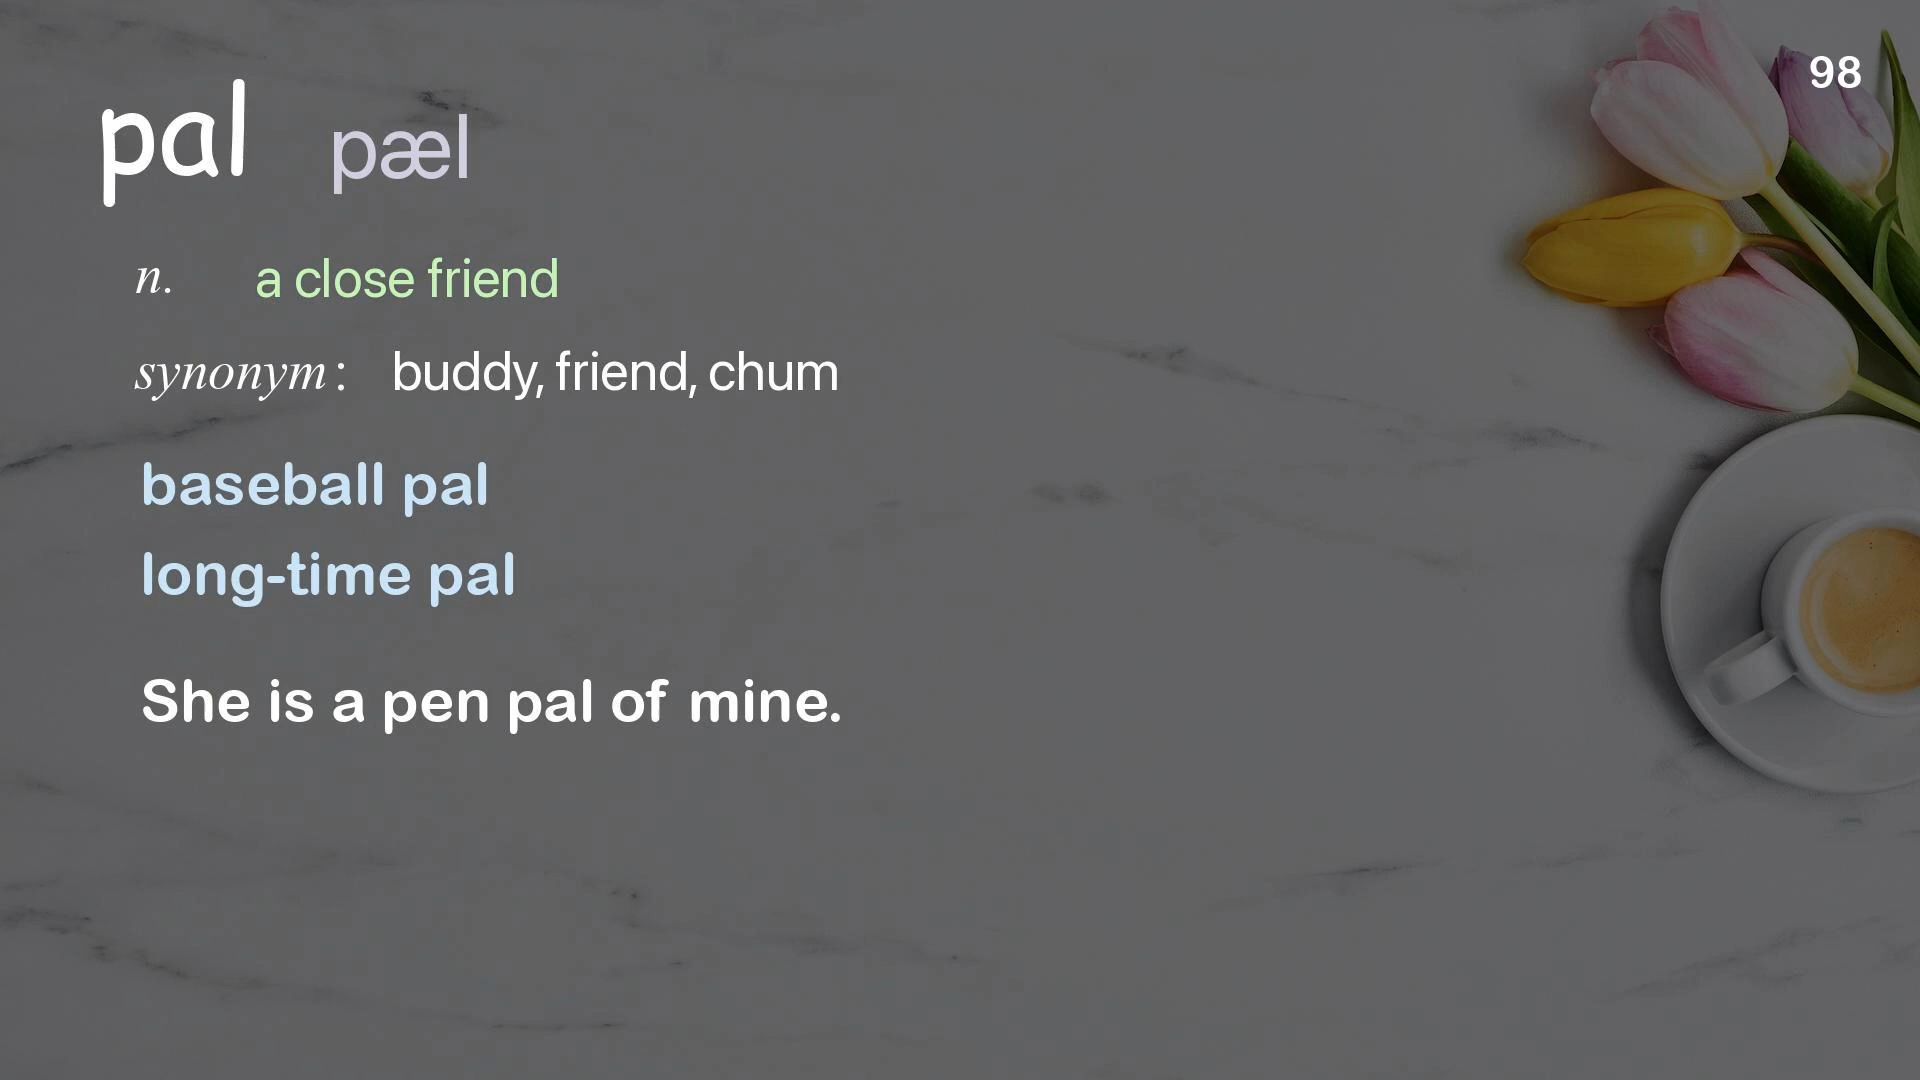 98
pal pæl
n. a close friend
synonym: buddy, friend, chum
baseball pal
long-time pal
She is a pen pal of mine.